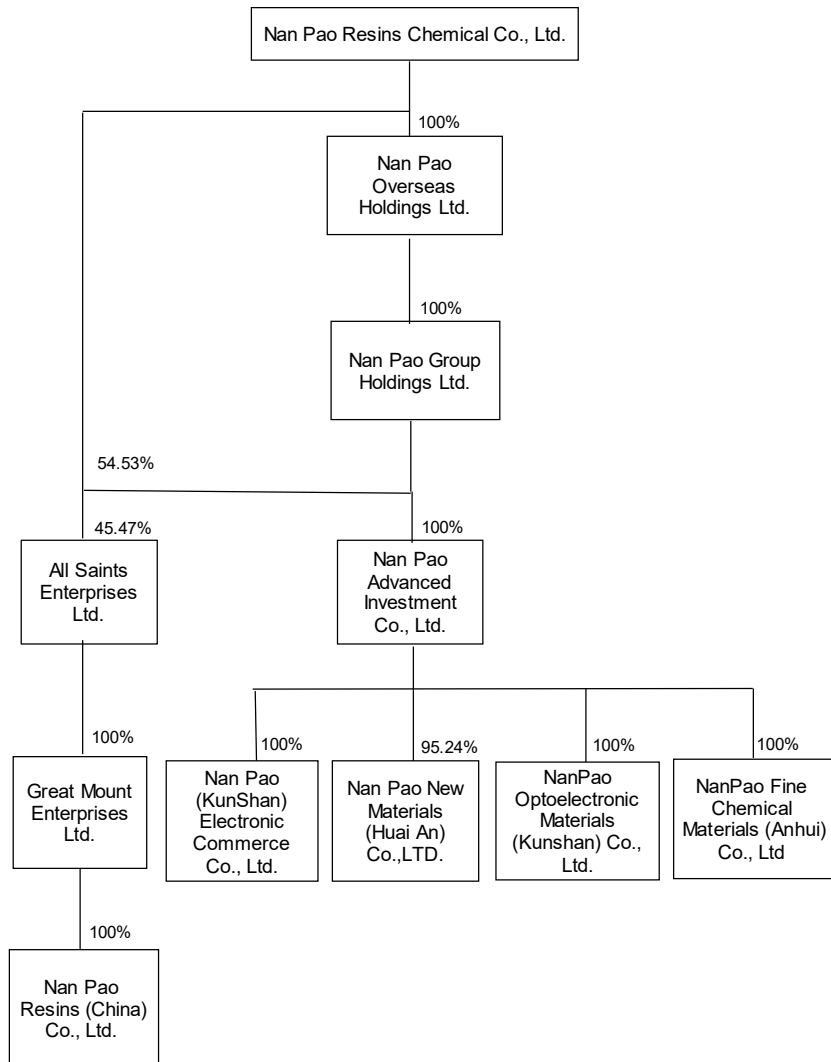 Nan Pao Resins Chemical Co., Ltd.
100%
Nan Pao
Overseas
Holdings Ltd.
100%
Nan Pao Group
Holdings Ltd.
54.53%
45.47%
100%
All Saints
Enterprises
Ltd.
Nan Pao
Advanced
Investment
Co., Ltd.
100%
100%
95.24%
100%
100%
Great Mount
Enterprises
Ltd.
Nan Pao
(KunShan)
Electronic
Commerce
Co., Ltd.
Nan Pao New
Materials
(Huai An)
Co.,LTD.
NanPao
Optoelectronic
Materials
(Kunshan) Co.,
Ltd.
NanPao Fine
Chemical
Materials (Anhui)
Co., Ltd
100%
Nan Pao
Resins (China)
Co., Ltd.